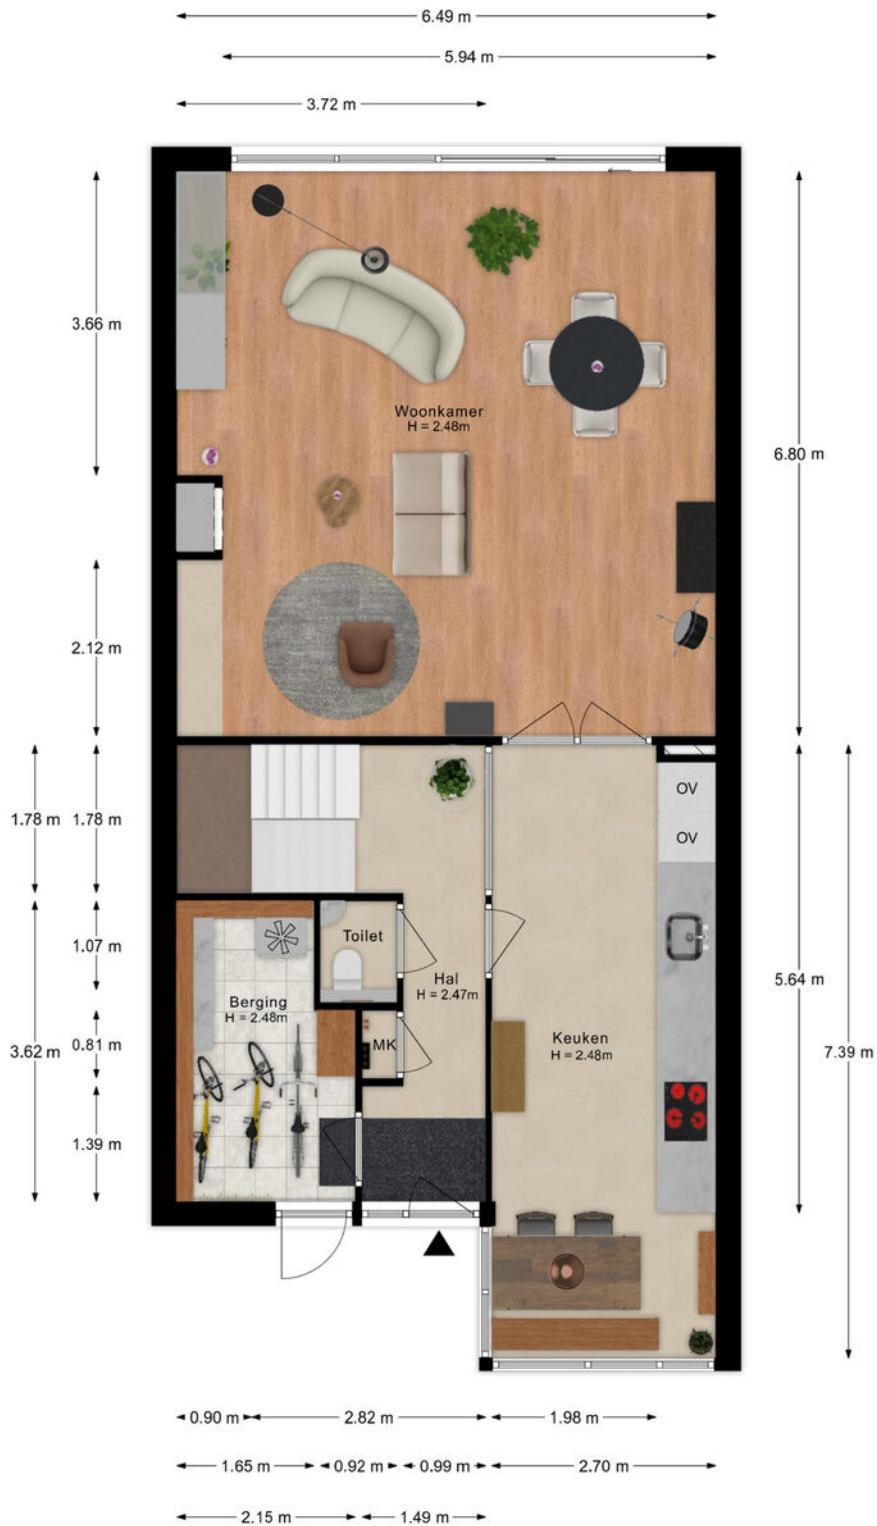 6.49 m
5.94 m
3.72 m
3.66 m
Woonkamer
H = 2.48m
6.80 m
2.12 m
OV
1.78 m
1.78 m
OV
Toilet
1.07 m
Hal
H = 2.47m
5.64 m
Berging
H = 2.48m
Keuken
H = 2.48m
MK
3.62 m
0.81 m
7.39 m
1.39 m
0.90 m
2.82 m
1.98 m
1.65 m
0.92 m
0.99 m
2.70 m
2.15 m
1.49 m